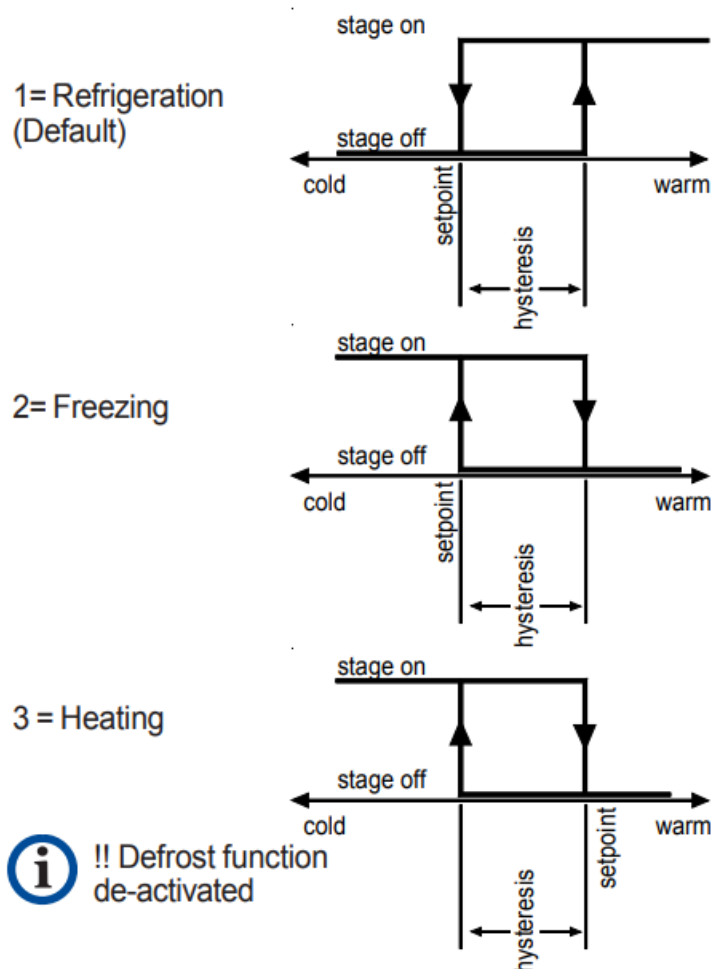 stage on
1= Refrigeration
(Default)
stage off
cold
setpoint
warm
hysteresis
stage on
2= Freezing
stage off
cold
setpoint
warm
hysteresis
stage on
3 = Heating
stage off
cold
setpoint
warm
i
!! Defrost function
de-activated
hysteresis